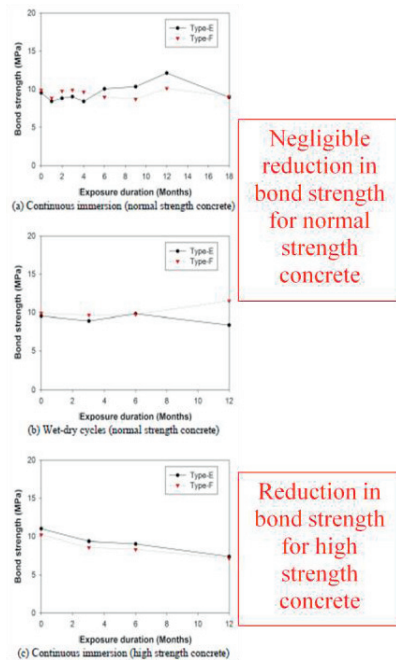 20
15
10
5
0
Bond strength (MPa)
Type-E
Type-F
0 2 4 6 8 10 12 14 16 18
Exposure duration (Months)
(a) Continuous immersion (normal strength concrete)
20
15
10
5
0
Bond strength (MPa)
Type-E
Type-F
0 2 4 6 8 10 12
Exposure duration (Months)
(b) Wet-dry cycles (normal strength concrete)
20
15
10
5
0
Bond strength (MPa)
Type-E
Type-F
0 2 4 6 8 10 12
Exposure duration (Months)
(c) Continuous immersion (high strength concrete)
Negligible
reduction in
bond strength
for normal
strength
concrete
Reduction in
bond strength
for high
strength
concrete